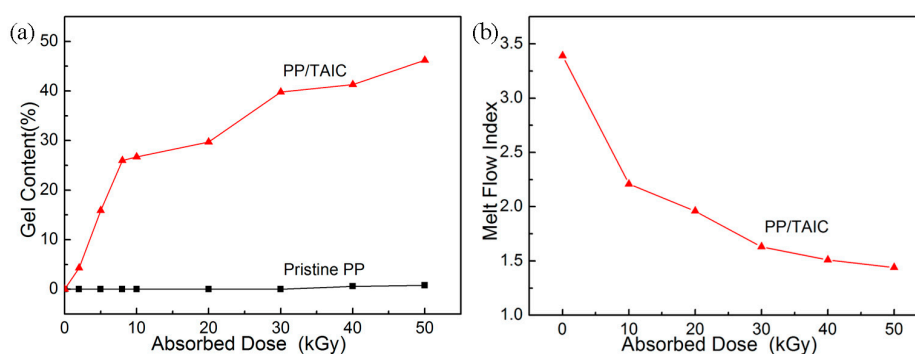 (a)
50
40
30
20
10
0
Gel Content(%)
PP/TAIC
Pristine PP
0 10 20 30 40 50
Absorbed Dose (kGy)
(b)
3.5
3.0
2.5
2.0
1.5
1.0
Melt Flow Index
PP/TAIC
0 10 20 30 40 50
Absorbed Dose (kGy)